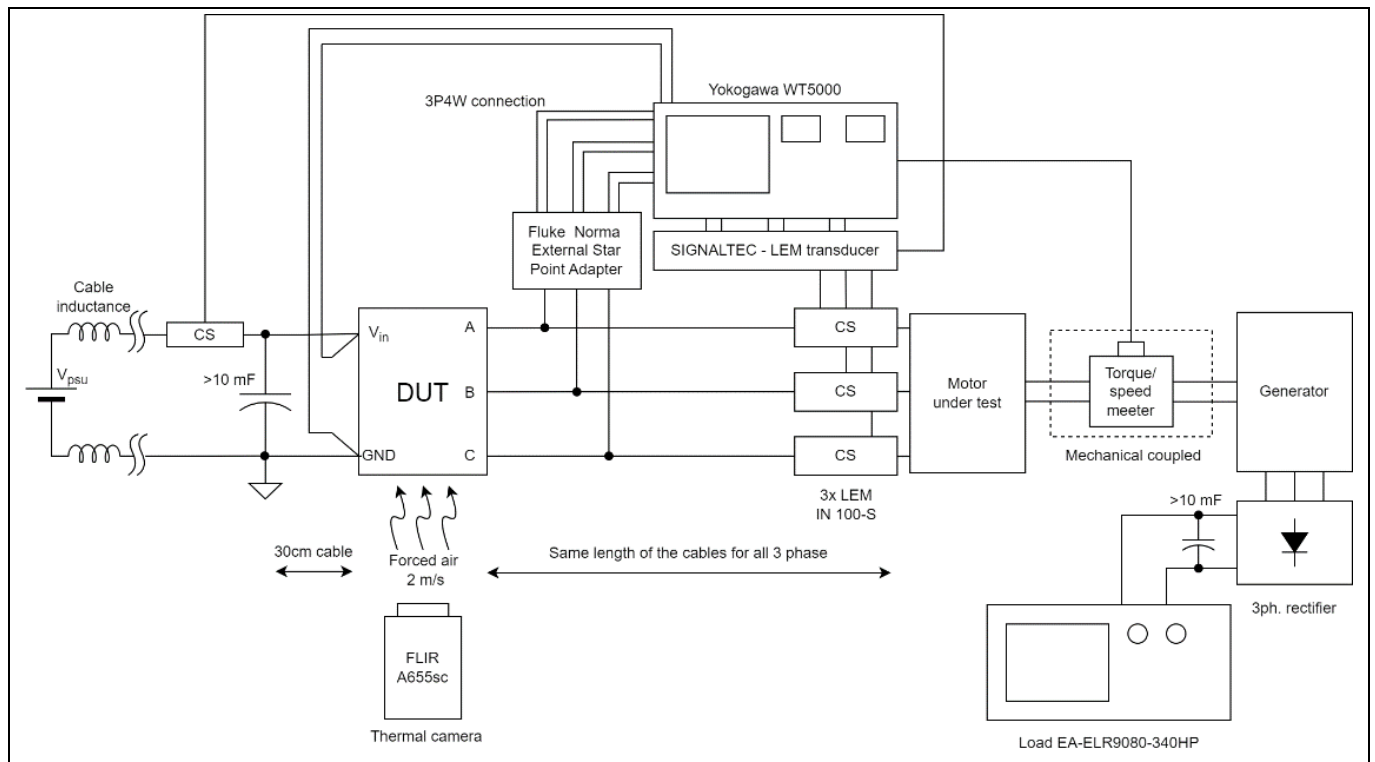 Yokogawa WT5000
3P4W connection
Fluke Norma
External Star
Point Adapter
SIGNALTEC - LEM transducer
Cable
inductance
CS
Vin
A
CS
Motor
under test
Torque/
speed
meeter
Generator
Vpsu
>10 mF
DUT
B
CS
GND
C
CS
Mechanical coupled
3x LEM
IN 100-S
>10 mF
30cm cable
Forced air
2 m/s
Same length of the cables for all 3 phase
3ph. rectifier
FLIR
A655sc
Thermal camera
Load EA-ELR9080-340HP